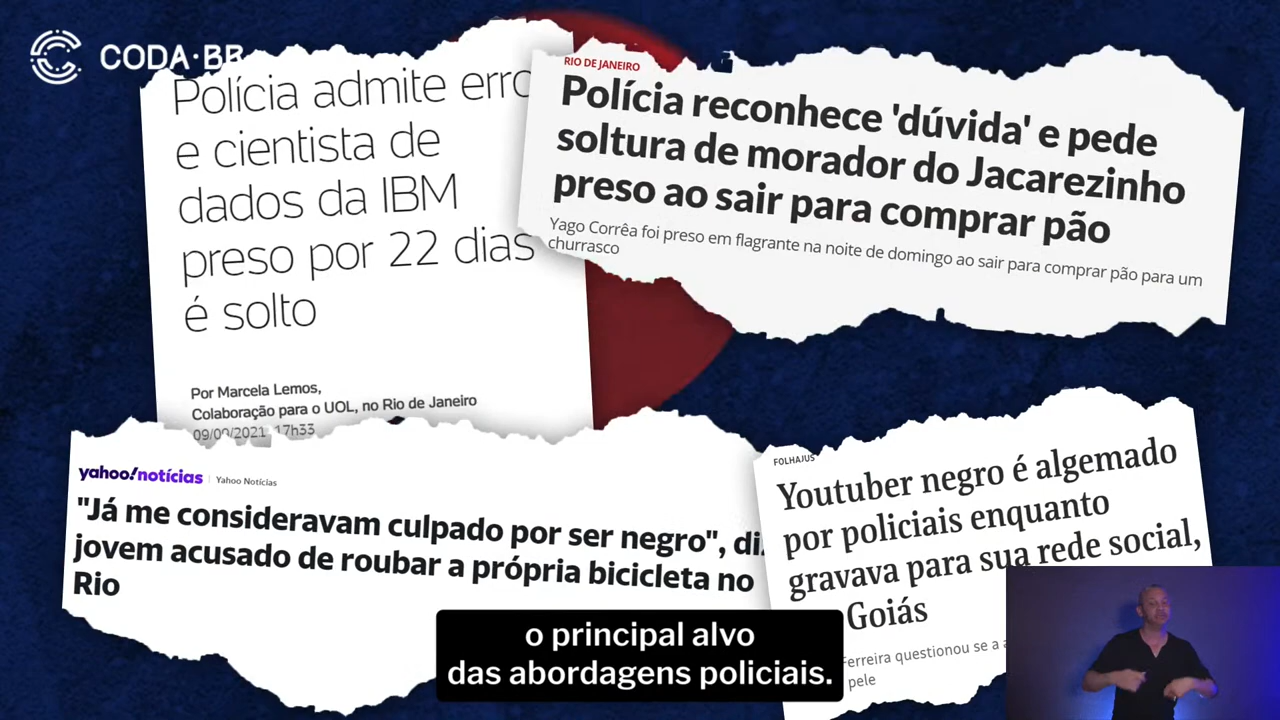 CODA·BR
Polícia admite erro
e cientista de
dados da IBM
preso por 22 dias
é solto
Por Marcela Lemos,
Colaboração para o UOL, no Rio de Janeiro
17h33
RIO DE JANEIRO
Polícia reconhece 'dúvida' e pede
soltura de morador do Jacarezinho
preso ao sair para comprar pão
Yago Corrêa foi preso em flagrante na noite de domingo ao sair para comprar pão para um
churrasco
yahoo!notícias Yahoo Notícias
"Já me consideravam culpado por ser negro", diz
jovem acusado de roubar a própria bicicleta no
Rio
FOLHAJUS
Youtuber negro é algemado
por policiais enquanto
gravava para sua rede social,
Goiás
Ferreira questionou se a a
pele
o principal alvo
das abordagens policiais.